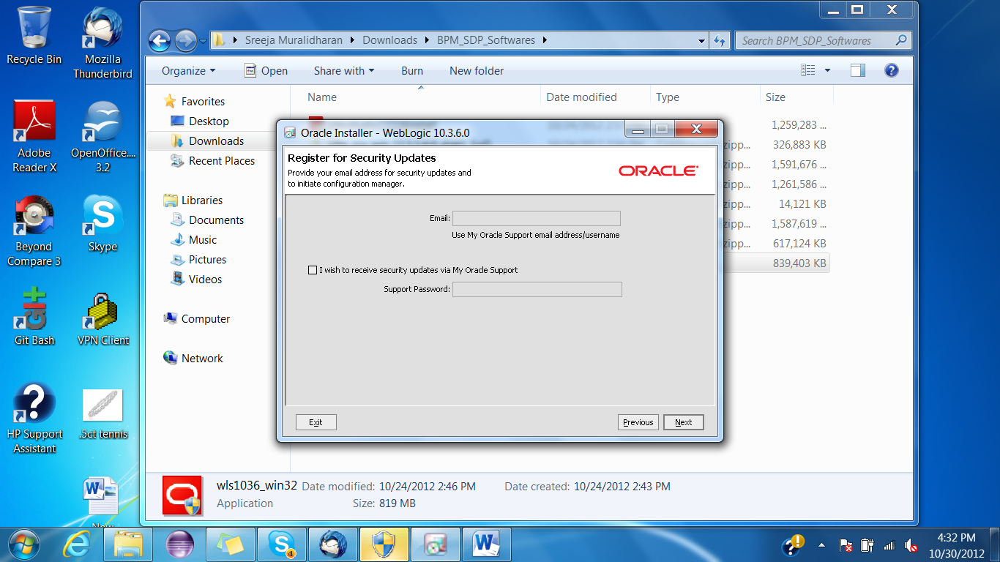 Recycle Bin
Mozilla
Thunderbird
Adobe
Reader X
OpenOffice....
3.2
Beyond
Compare 3
Skype
Git Bash
VPN Client
HP Support
Assistant
.5ct tennis
New
Sreeja Muralidharan
Downloads
BPM_SDP_Softwares
Search BPM_SDP_Softwares
Organize
Open
Share with
Burn
New folder
Favorites
Desktop
Downloads
Recent Places
Libraries
Documents
Music
Pictures
Videos
Computer
Network
Name
Date modified
Type
Size
1,259,283 ...
zipp... 326,883 KB
zipp... 1,591,676 ...
zipp... 1,261,586 ...
zipp... 14,121 KB
zipp... 1,587,619 ...
zipp... 617,124 KB
839,403 KB
Oracle Installer - WebLogic 10.3.6.0
Register for Security Updates
Provide your email address for security updates and
to initiate configuration manager.
ORACLE
Email:
Use My Oracle Support email address/username
I wish to receive security updates via My Oracle Support
Support Password:
Exit
Previous
Next
wls1036_win32 Date modified: 10/24/2012 2:46 PM Date created: 10/24/2012 2:43 PM
Application Size: 819 MB
4
4:32 PM
10/30/2012